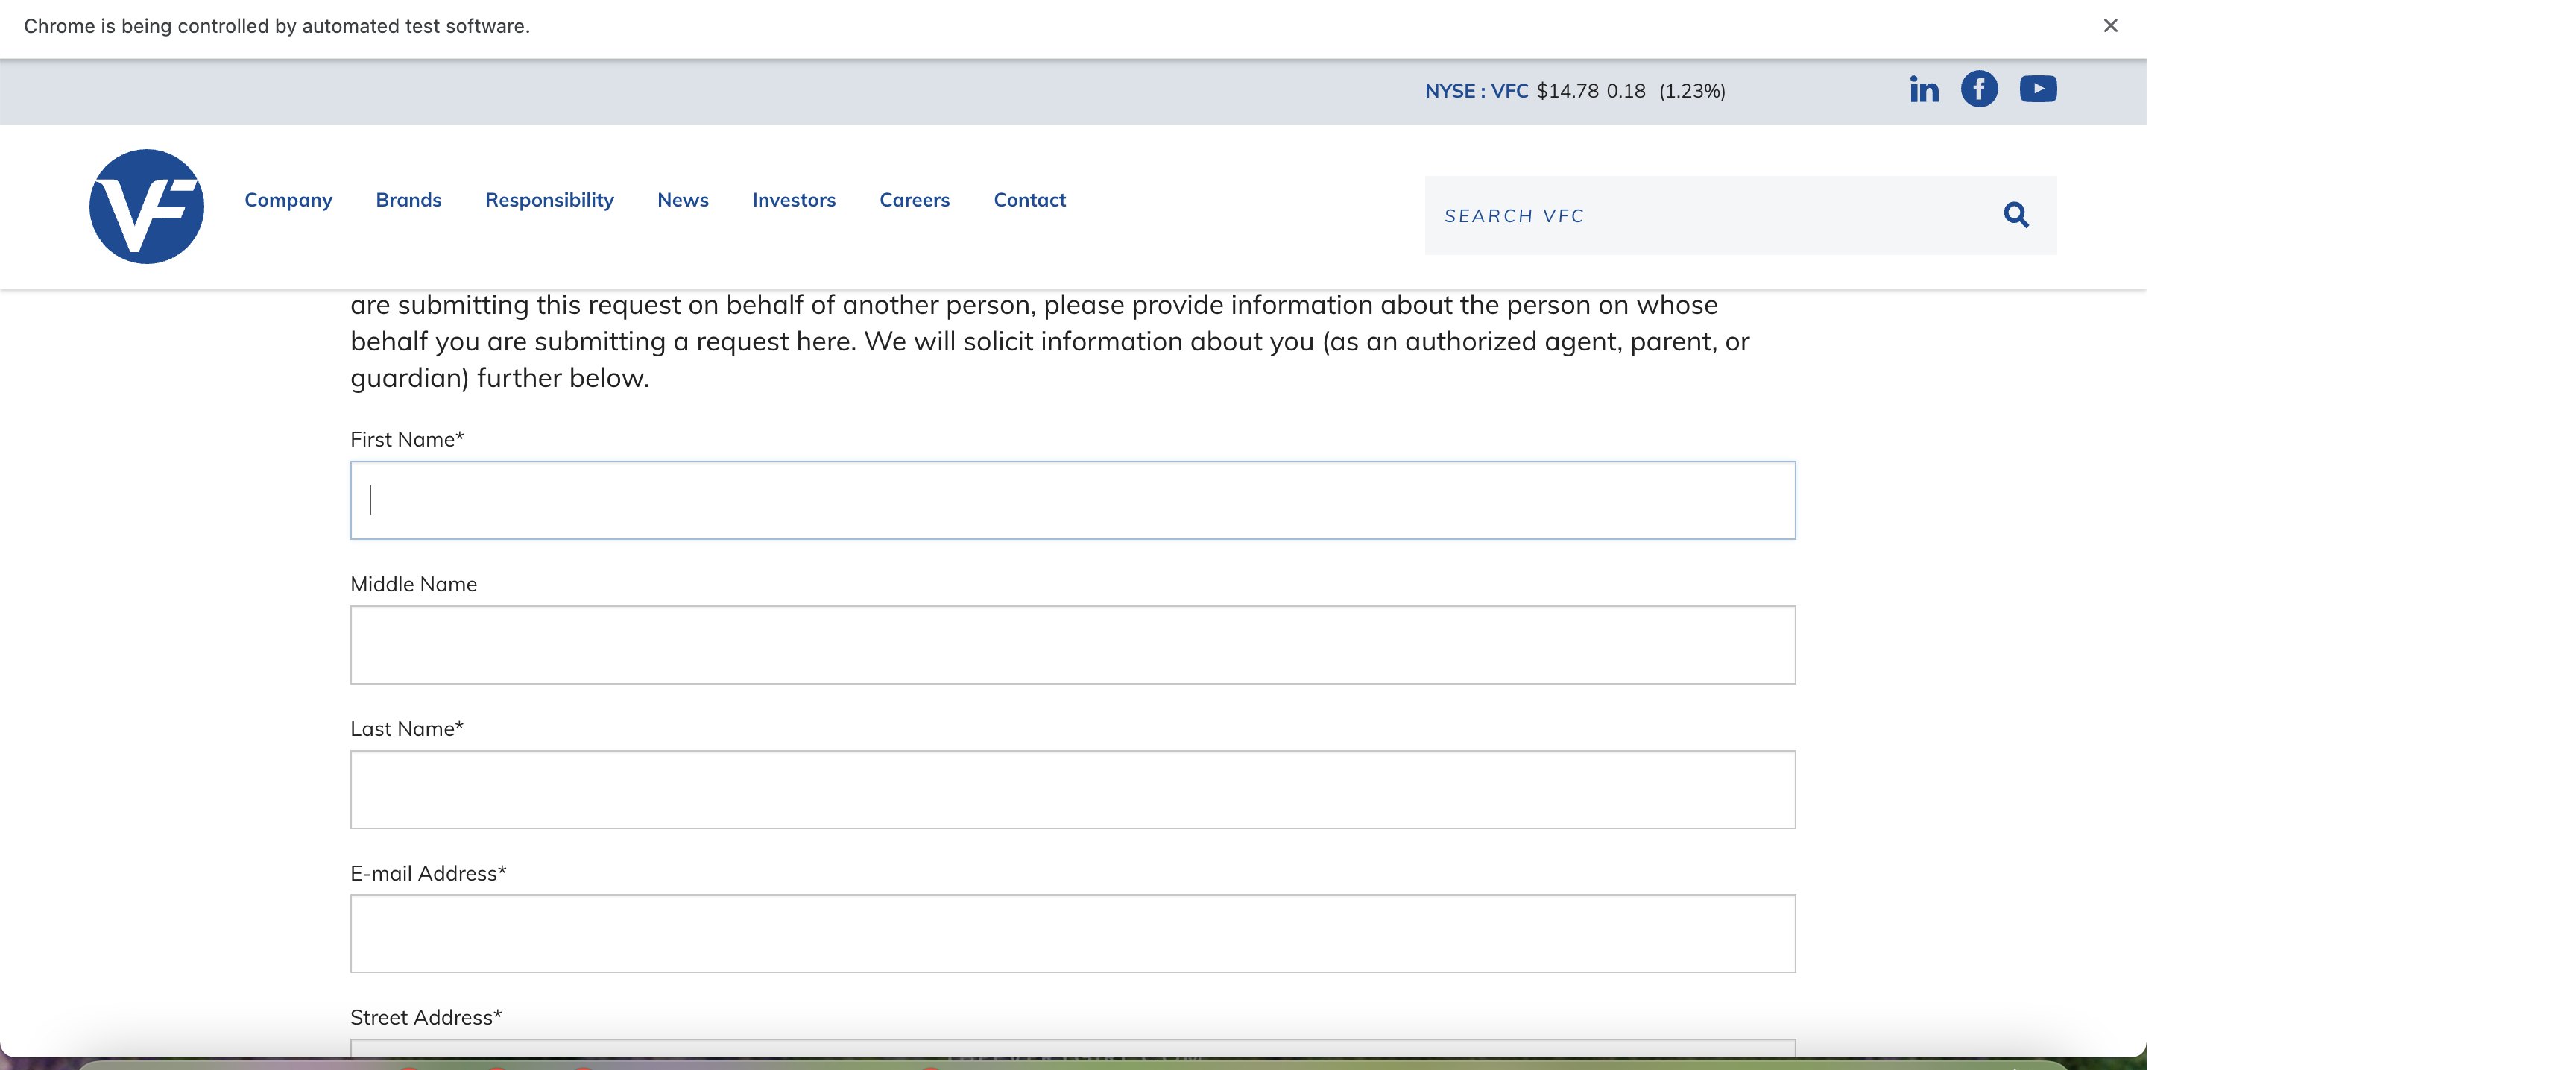 Chrome is being controlled by automated test software.
NYSE : VFC $14.78 0.18 (1.23%)
VF
Company Brands Responsibility News Investors Careers Contact
SEARCH VFC
are submitting this request on behalf of another person, please provide information about the person on whose
behalf you are submitting a request here. We will solicit information about you (as an authorized agent, parent, or
guardian) further below.
First Name*
Middle Name
Last Name*
E-mail Address*
Street Address*